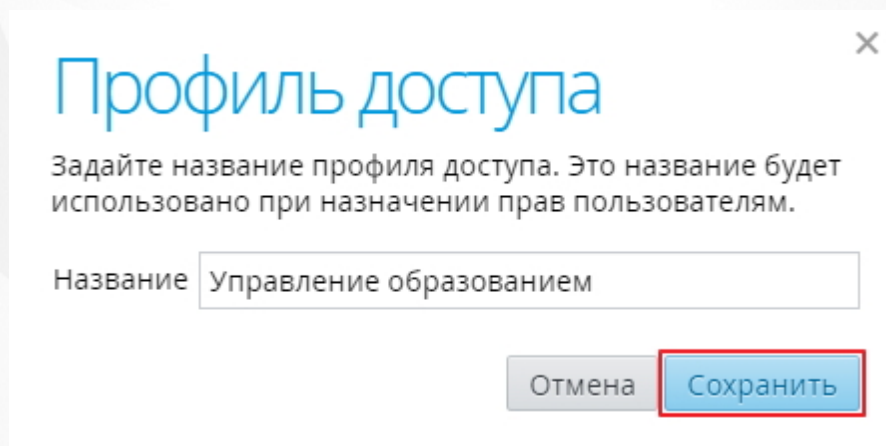 Профиль доступа
Задайте название профиля доступа. Это название будет
использовано при назначении прав пользователям.
Название Управление образованием
Отмена Сохранить